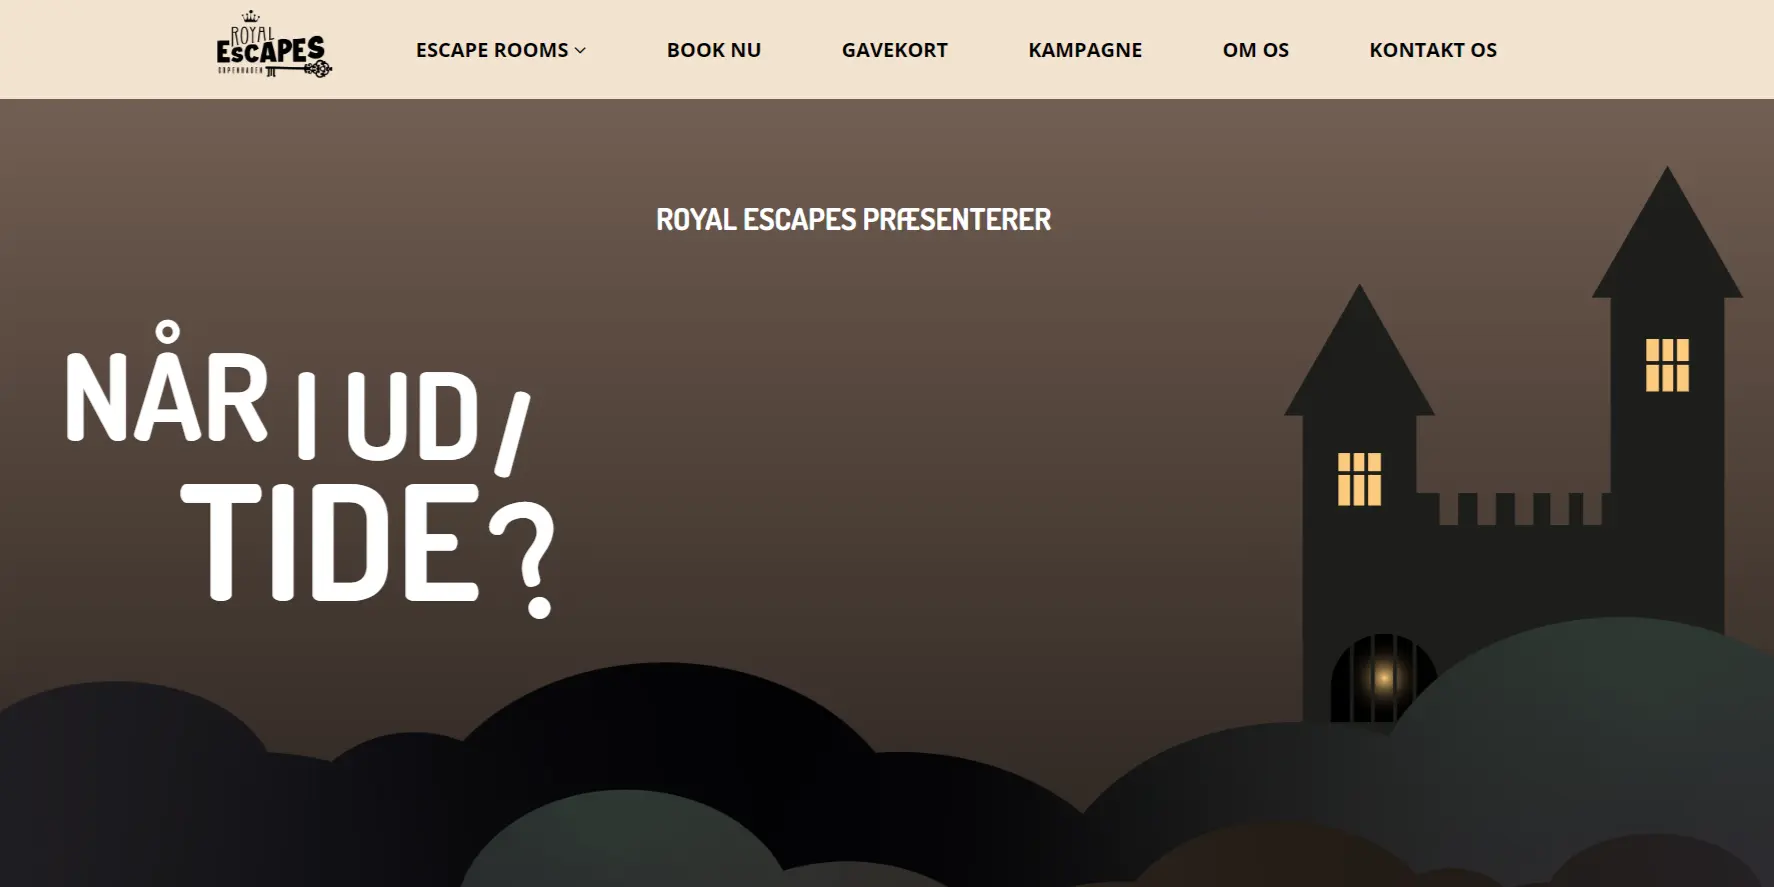 ROYAL
ESCAPES
COPENHAGEN
ESCAPE ROOMS
BOOK NU
GAVEKORT
KAMPAGNE
OM OS
KONTAKT OS
ROYAL ESCAPES PRÆSENTERER
NÅR I UD /
TIDE?